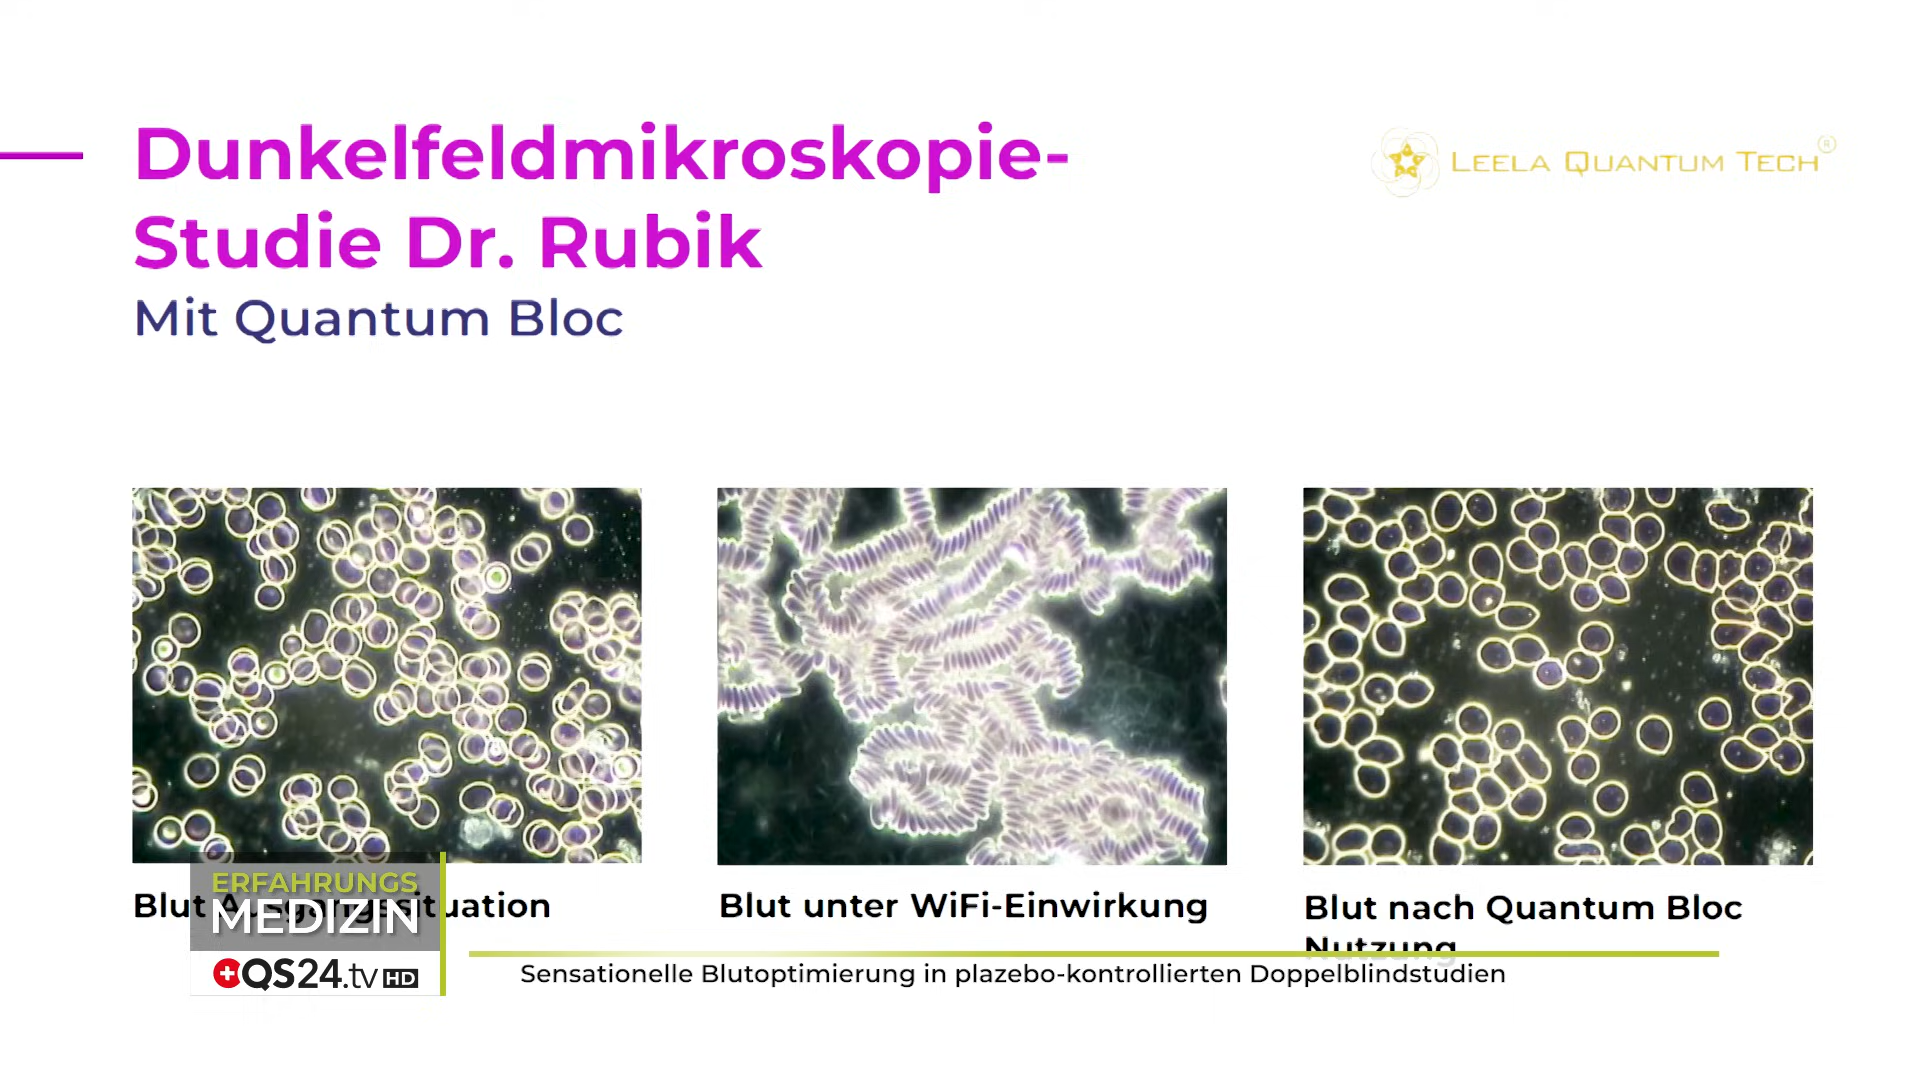 Dunkelfeldmikroskopie-
Studie Dr. Rubik
Mit Quantum Bloc
LEELA QUANTUM TECH®
Blut Ausgangssituation
Blut unter WiFi-Einwirkung
Blut nach Quantum Bloc
Nutzung
ERFAHRUNGS
MEDIZIN
QS24.tv HD
Sensationelle Blutoptimierung in plazebo-kontrollierten Doppelblindstudien